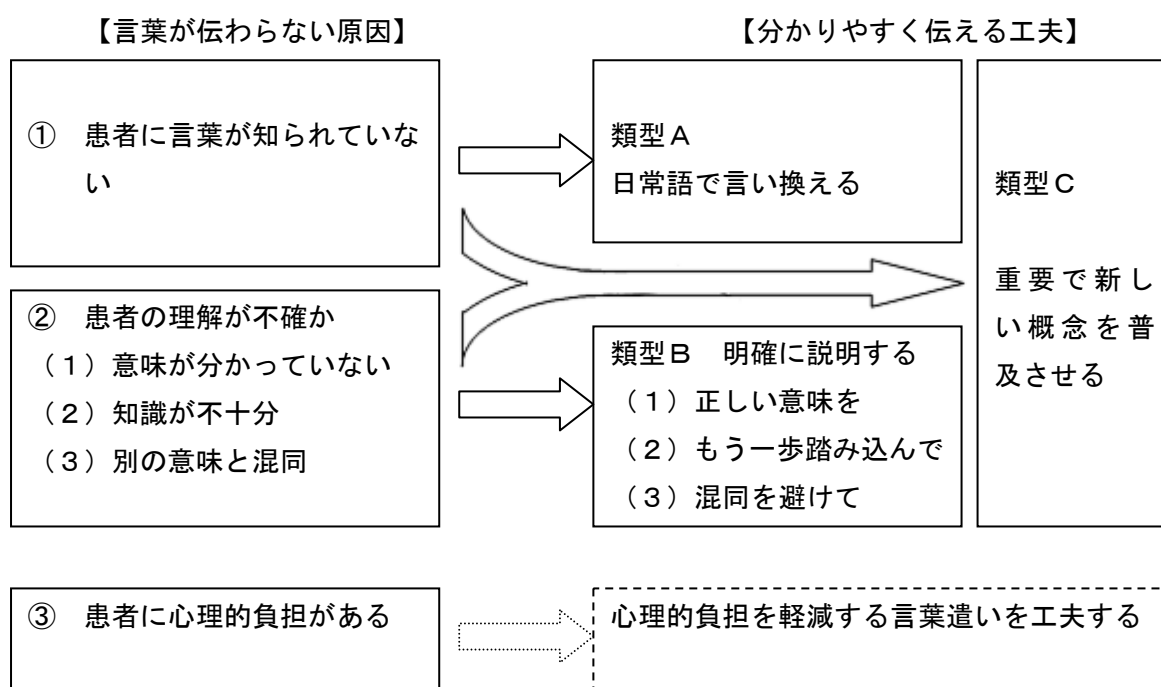 【言葉が伝わらない原因】
【分かりやすく伝える工夫】
① 患者に言葉が知られていな
い
類型A
日常語で言い換える
② 患者の理解が不確か
(1)意味が分かっていない
(2)知識が不十分
(3)別の意味と混同
類型B 明確に説明する
(1)正しい意味を
(2)もう一歩踏み込んで
(3)混同を避けて
類型C
重要で新し
い概念を普
及させる
③ 患者に心理的負担がある
心理的負担を軽減する言葉遣いを工夫する